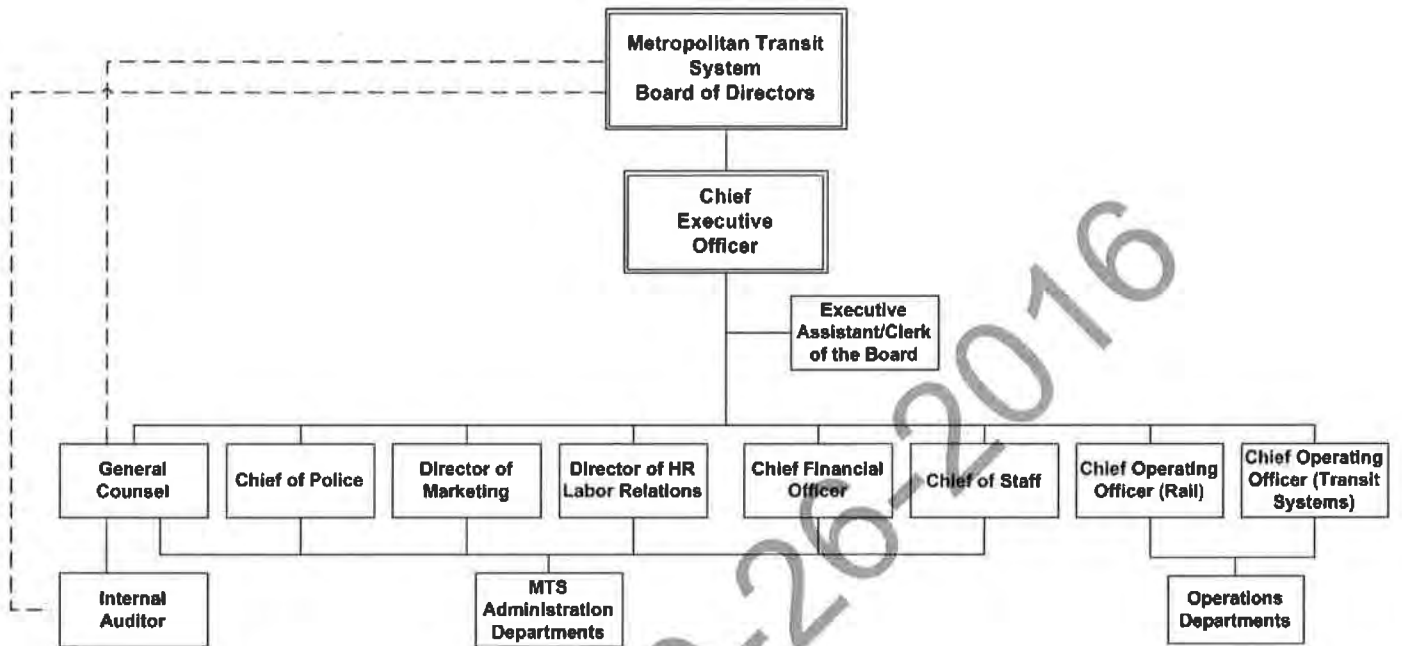 Metropolitan Transit
System
Board of Directors
Chief
Executive
Officer
Executive
Assistant/Clerk
of the Board
General
Counsel
Chief of Police
Director of
Marketing
Director of HR
Labor Relations
Chief Financial
Officer
Chief of Staff
Chief Operating
Officer (Rail)
Chief Operating
Officer (Transit
Systems)
Internal
Auditor
MTS
Administration
Departments
Operations
Departments
-26-2016